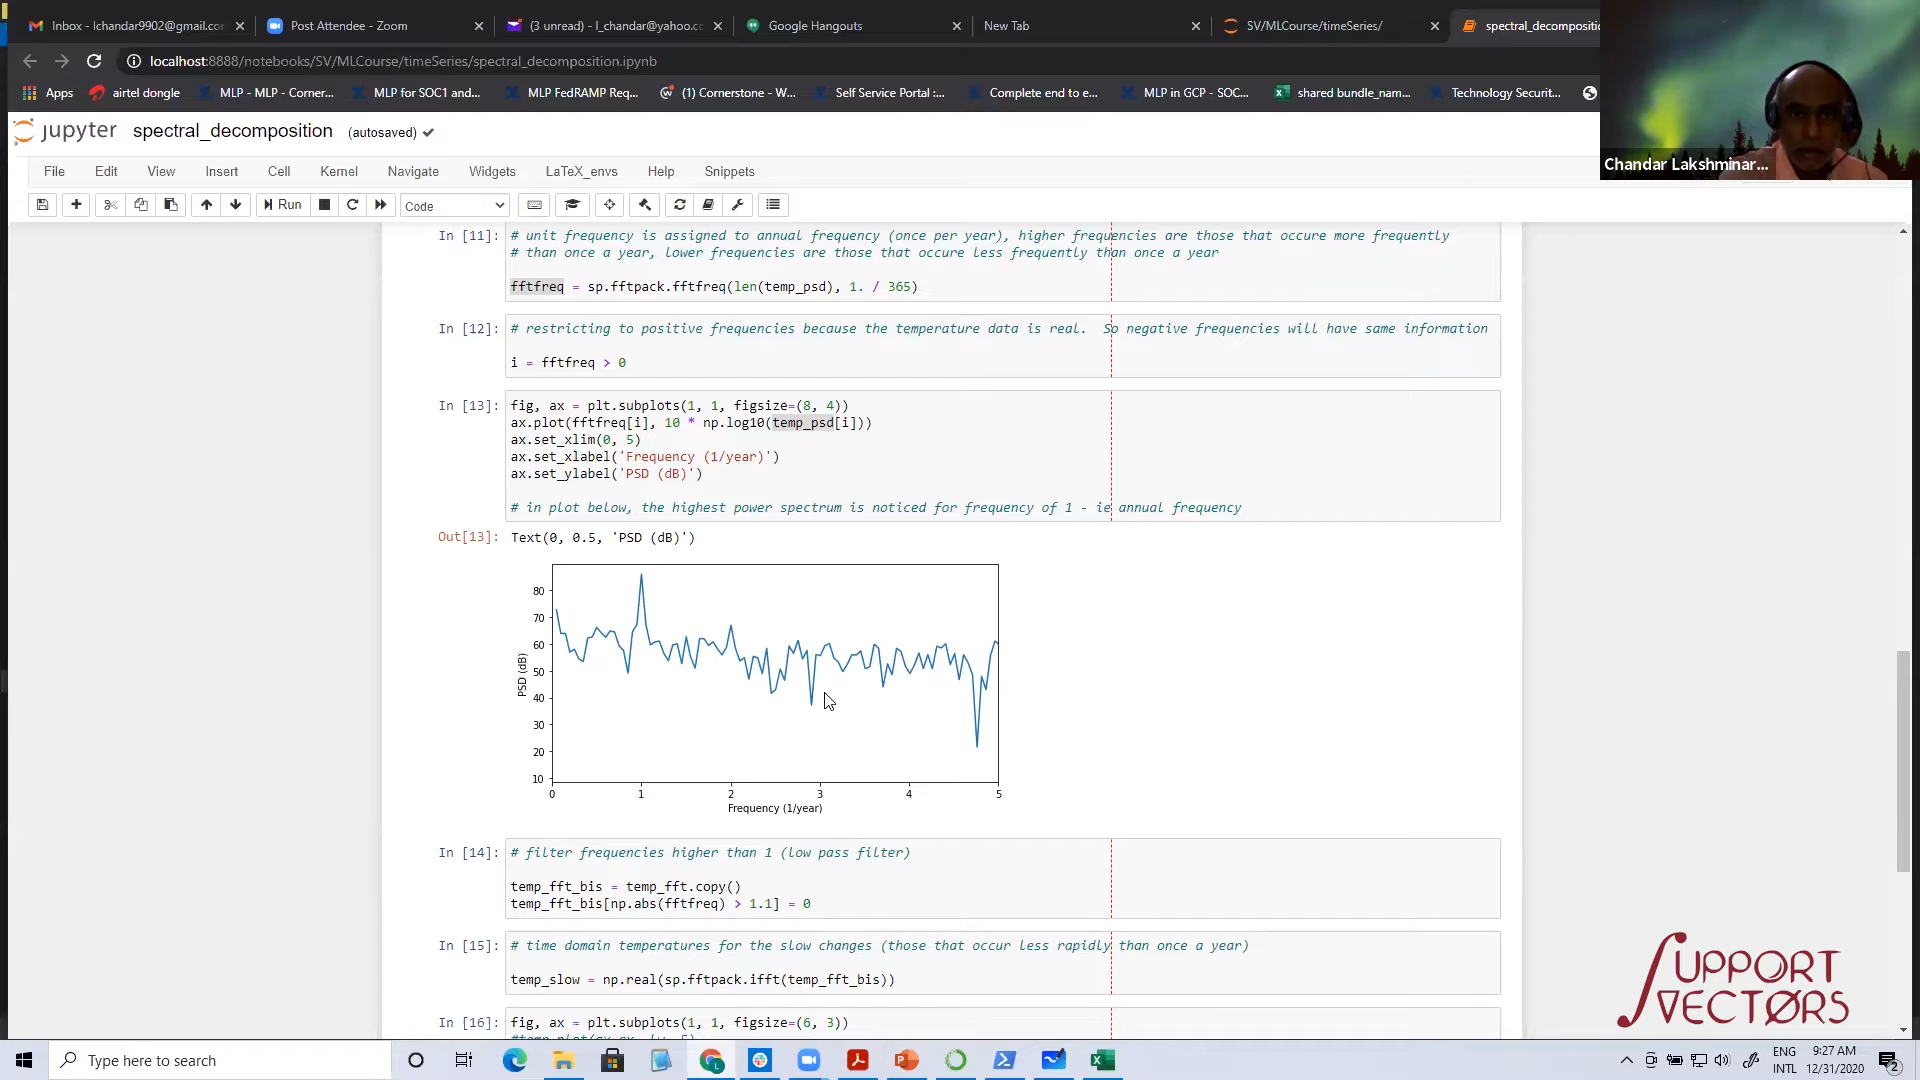 Inbox - lchandar9902@gmail.co
Post Attendee - Zoom
(3 unread) - l_chandar@yahoo.c
Google Hangouts
New Tab
SV/MLCourse/timeSeries/
spectral_decompositi
localhost:8888/notebooks/SV/MLCourse/timeSeries/spectral_decomposition.ipynb
Apps
airtel dongle
MLP - MLP - Corner...
MLP for SOC1 and...
MLP FedRAMP Req...
(1) Cornerstone - W...
Self Service Portal :...
Complete end to e...
MLP in GCP - SOC...
shared bundle_nam...
Technology Securit...
Chandar Lakshminar...
jupyter spectral_decomposition (autosaved)
File Edit View Insert Cell Kernel Navigate Widgets LaTeX_envs Help Snippets
Run
Code
In [11]: # unit frequency is assigned to annual frequency (once per year), higher frequencies are those that occure more frequently
# than once a year, lower frequencies are those that occure less frequently than once a year
fftfreq = sp.fftpack.fftfreq(len(temp_psd), 1. / 365)
In [12]: # restricting to positive frequencies because the temperature data is real.  So negative frequencies will have same information
i = fftfreq > 0
In [13]: fig, ax = plt.subplots(1, 1, figsize=(8, 4))
ax.plot(fftfreq[i], 10 * np.log10(temp_psd[i]))
ax.set_xlim(0, 5)
ax.set_xlabel('Frequency (1/year)')
ax.set_ylabel('PSD (dB)')
# in plot below, the highest power spectrum is noticed for frequency of 1 - ie annual frequency
Out[13]: Text(0, 0.5, 'PSD (dB)')
80
70
60
50
40
30
20
10
PSD (dB)
0 1 2 3 4 5
Frequency (1/year)
In [14]: # filter frequencies higher than 1 (low pass filter)
temp_fft_bis = temp_fft.copy()
temp_fft_bis[np.abs(fftfreq) > 1.1] = 0
In [15]: # time domain temperatures for the slow changes (those that occur less rapidly than once a year)
temp_slow = np.real(sp.fftpack.ifft(temp_fft_bis))
In [16]: fig, ax = plt.subplots(1, 1, figsize=(6, 3))
SUPPORT
VECTORS
Type here to search
ENG
INTL
9:27 AM
12/31/2020
2